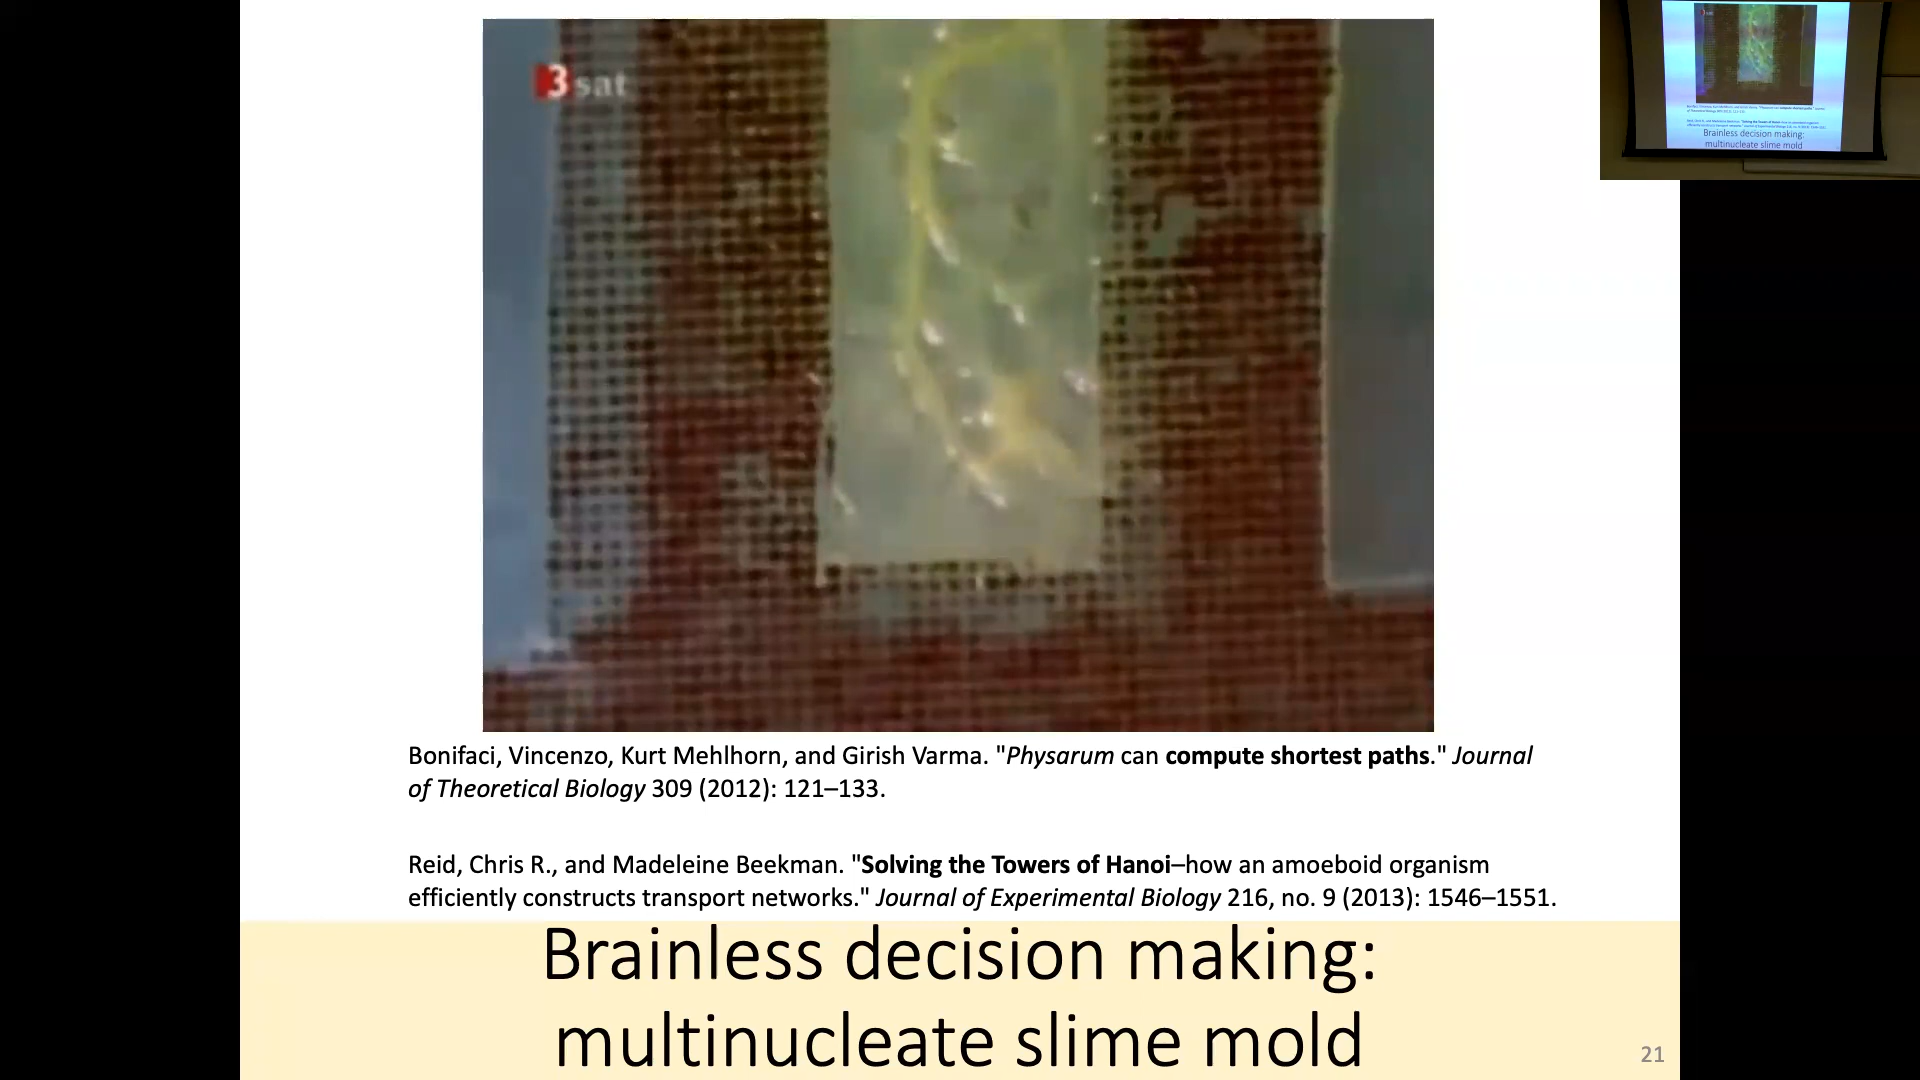 3sat
Bonifaci, Vincenzo, Kurt Mehlhorn, and Girish Varma. "Physarum can compute shortest paths." Journal
of Theoretical Biology 309 (2012): 121–133.
Reid, Chris R., and Madeleine Beekman. "Solving the Towers of Hanoi–how an amoeboid organism
efficiently constructs transport networks." Journal of Experimental Biology 216, no. 9 (2013): 1546–1551.
Brainless decision making:
multinucleate slime mold
21
Brainless decision making:
multinucleate slime mold